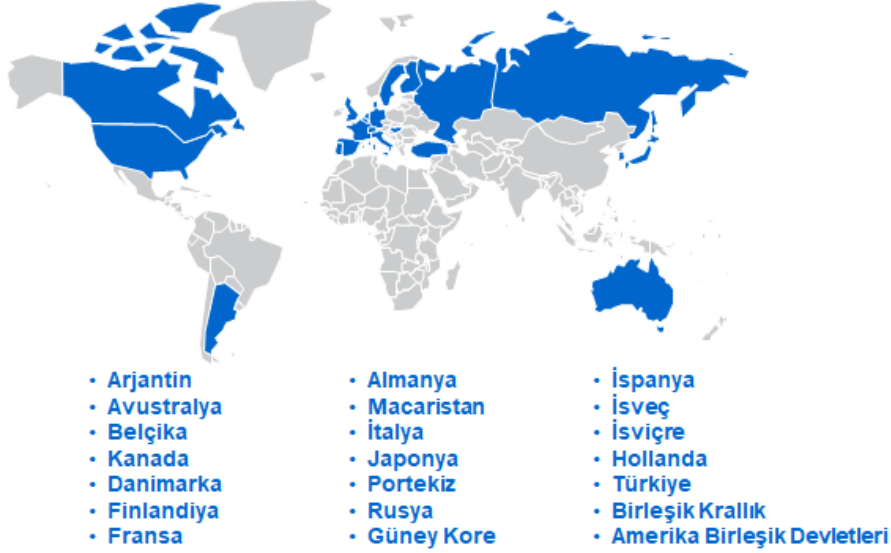 • Arjantin
• Avustralya
• Belçika
• Kanada
• Danimarka
• Finlandiya
• Fransa
• Almanya
• Macaristan
• İtalya
• Japonya
• Portekiz
• Rusya
• Güney Kore
• İspanya
• İsveç
• İsviçre
• Hollanda
• Türkiye
• Birleşik Krallık
• Amerika Birleşik Devletleri